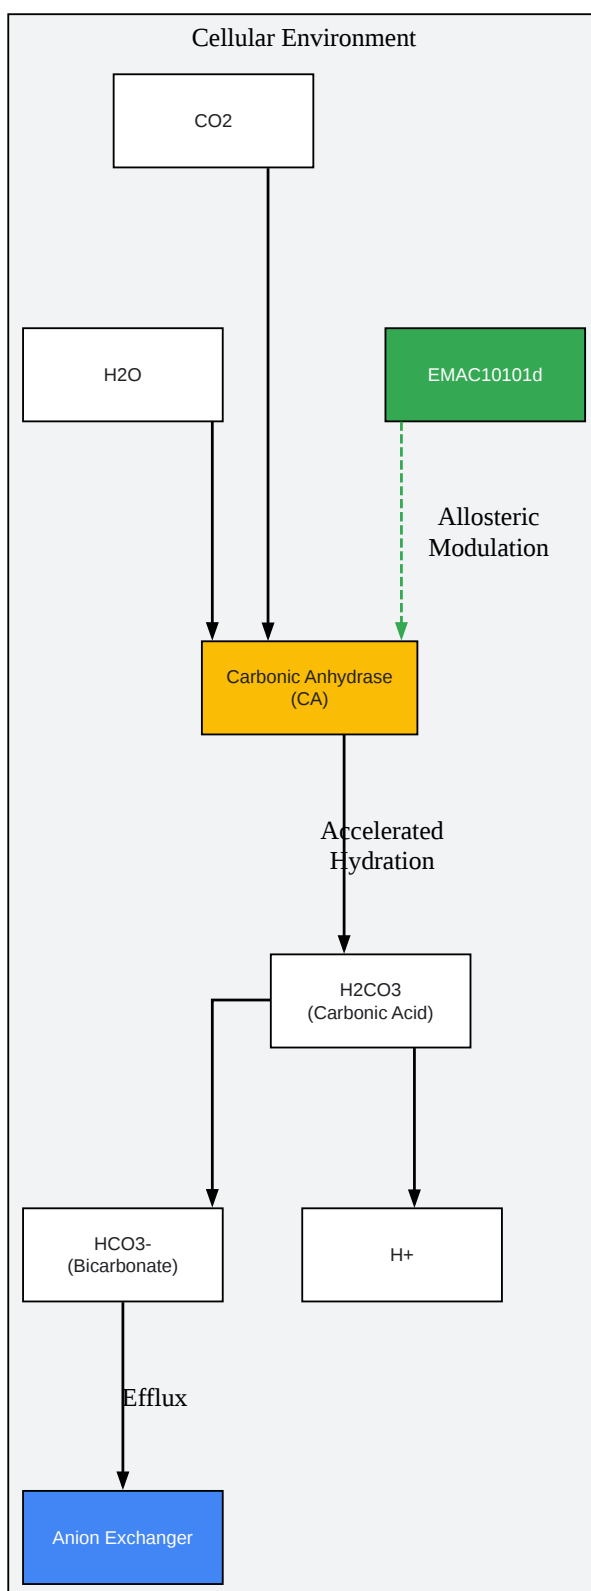 Cellular Environment
CO2
H2O
EMAC10101d
Allosteric
Modulation
Carbonic Anhydrase
(CA)
Accelerated
Hydration
H2CO3
(Carbonic Acid)
HCO3-
(Bicarbonate)
H+
Efflux
Anion Exchanger